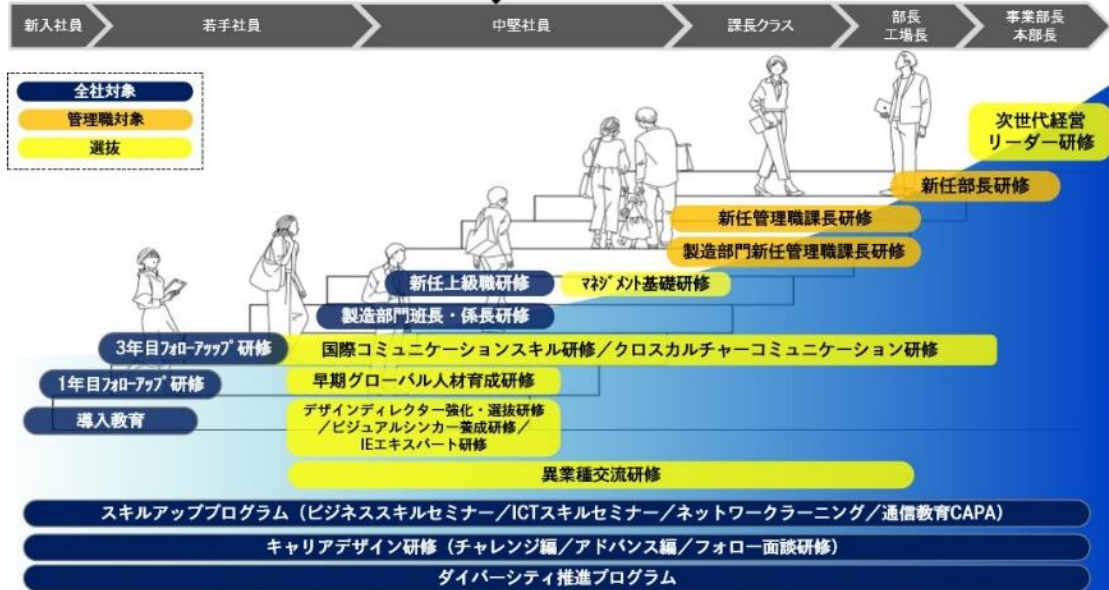 新入社員
若手社員
中堅社員
課長クラス
部長
工場長
事業部長
本部長
全社対象
管理職対象
選抜
次世代経営
リーダー研修
新任部長研修
新任管理職課長研修
製造部門新任管理職課長研修
新任上級職研修
マネジメント基礎研修
製造部門班長・係長研修
3年目フォローアップ研修
国際コミュニケーションスキル研修／クロスカルチャーコミュニケーション研修
1年目フォローアップ研修
早期グローバル人材育成研修
導入教育
デザインディレクター強化・選抜研修
／ビジュアルシンカー養成研修／
IEエキスパート研修
異業種交流研修
スキルアッププログラム（ビジネススキルセミナー／ICTスキルセミナー／ネットワークラーニング／通信教育CAPA）
キャリアデザイン研修（チャレンジ編／アドバンス編／フォロー面談研修）
ダイバーシティ推進プログラム